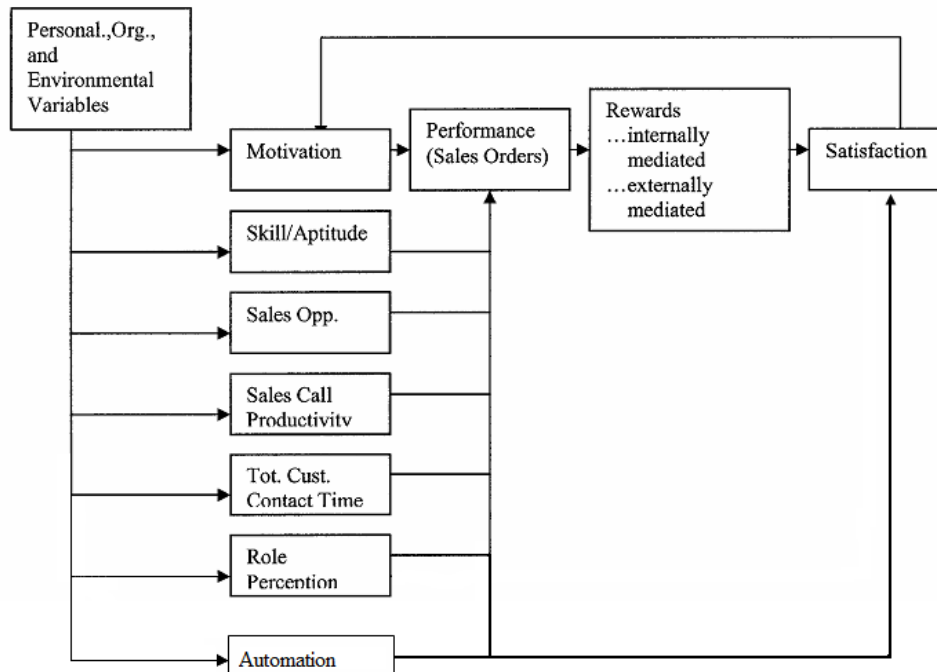 Personal.,Org.,
and
Environmental
Variables
Motivation
Performance
(Sales Orders)
Rewards
…internally
mediated
…externally
mediated
Satisfaction
Skill/Aptitude
Sales Opp.
Sales Call
Productivity
Tot. Cust.
Contact Time
Role
Percention
Automation